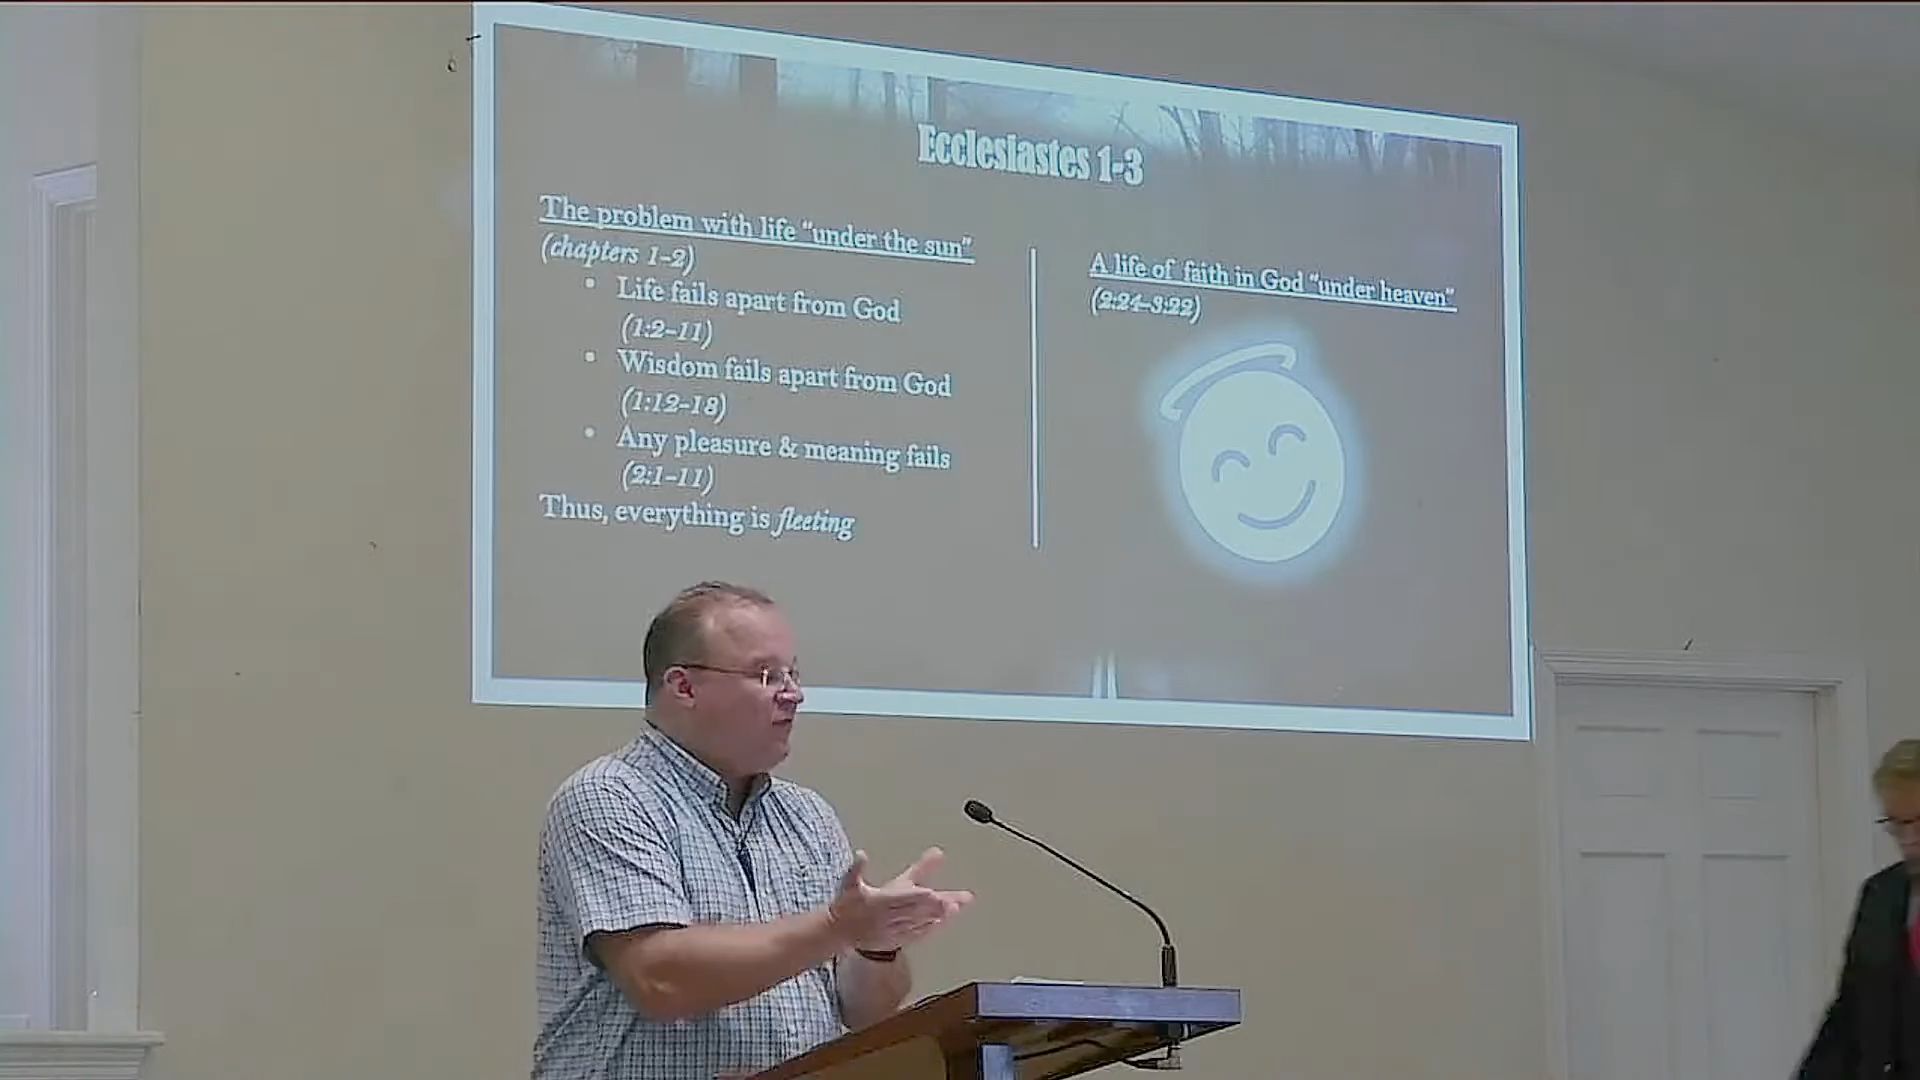 Ecclesiastes 1-3
The problem with life “under the sun”
(chapters 1-2)
• Life fails apart from God
(1:2-11)
• Wisdom fails apart from God
(1:12-18)
• Any pleasure & meaning fails
(2:1-11)
Thus, everything is fleeting
A life of faith in God “under heaven”
(2:24-3:22)